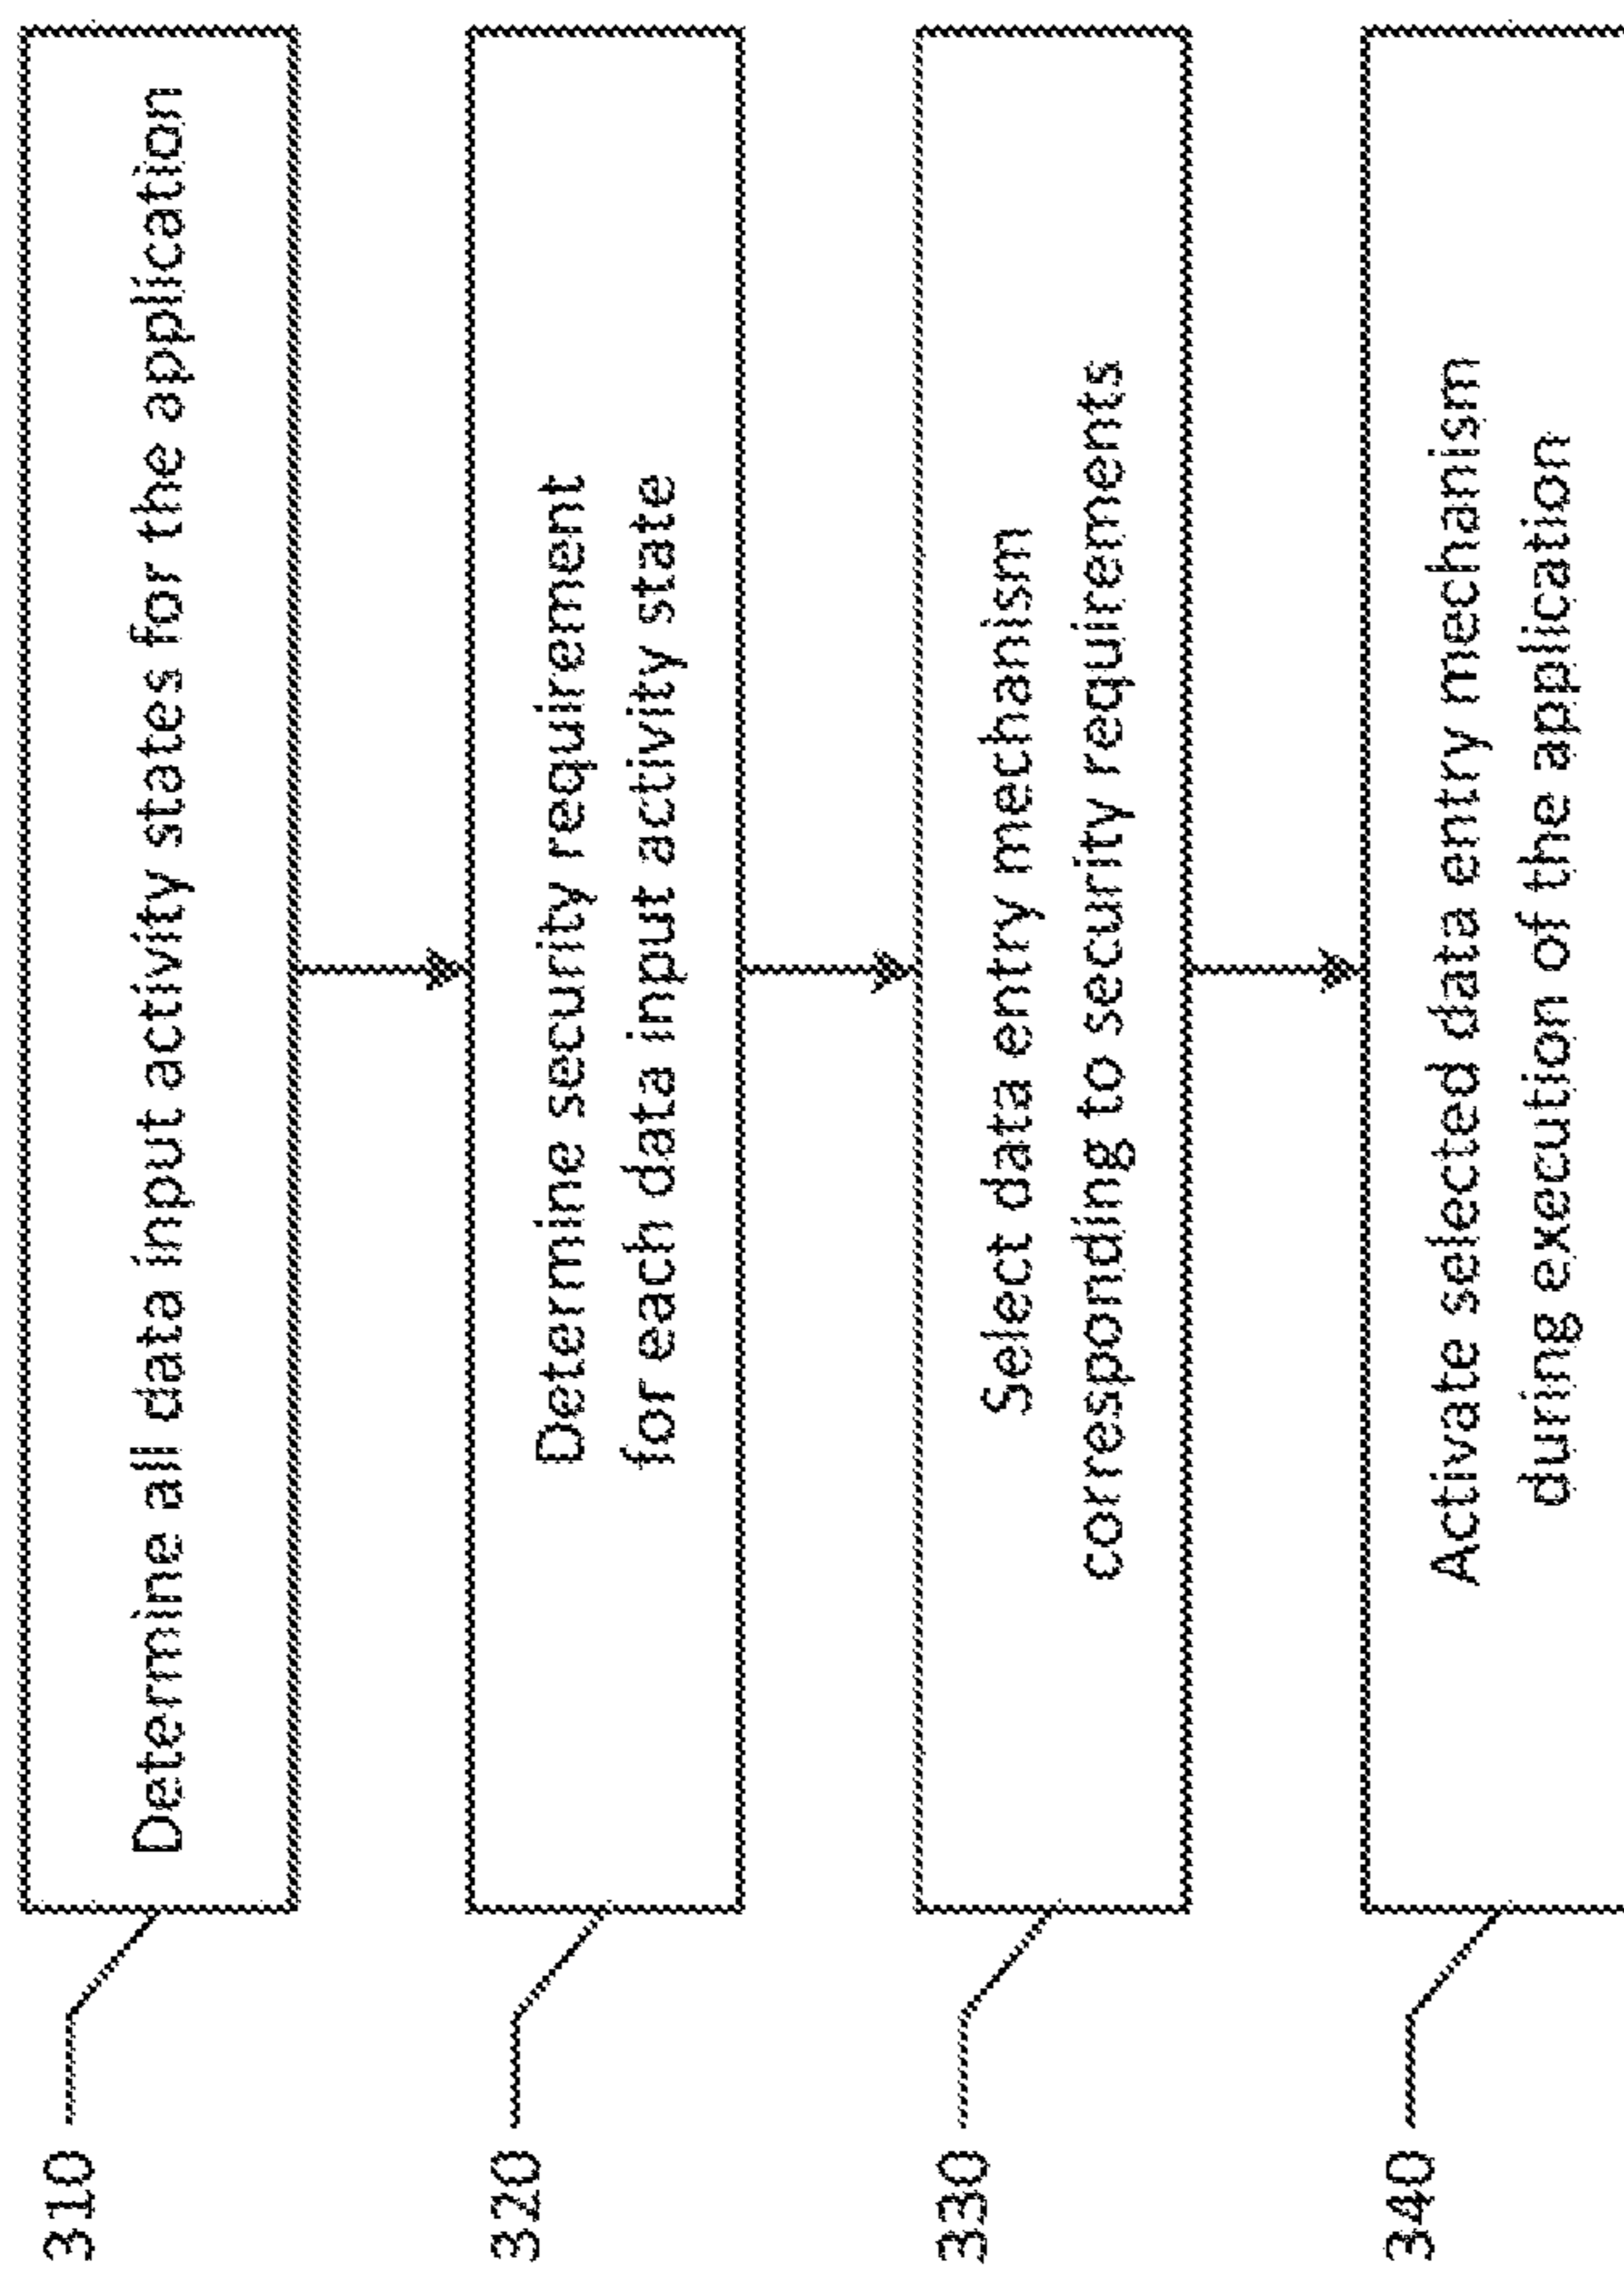 310
Determine all data input activity states for the application
320
Determine security requirement
for each data input activity state
330
Select data entry mechanism
corresponding to security requirements
340
Activate selected data entry mechanism
during execution of the application